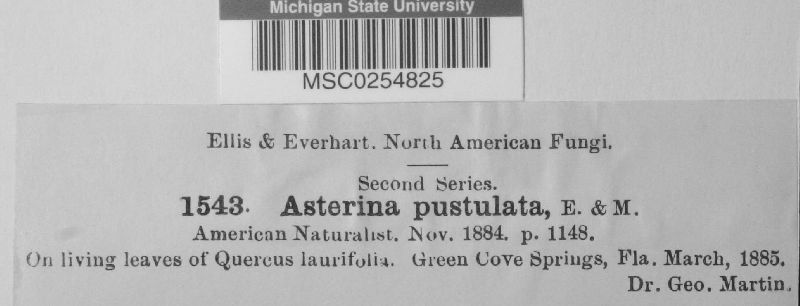 Michigan State University
MSC0254825
Ellis & Everhart. North American Fungi.
Second Series.
1543. Asterina pustulata, E. & M.
American Naturalist. Nov. 1884. p. 1148.
On living leaves of Quercus laurifolia. Green Cove Springs, Fla. March, 1885.
Dr. Geo. Martin.